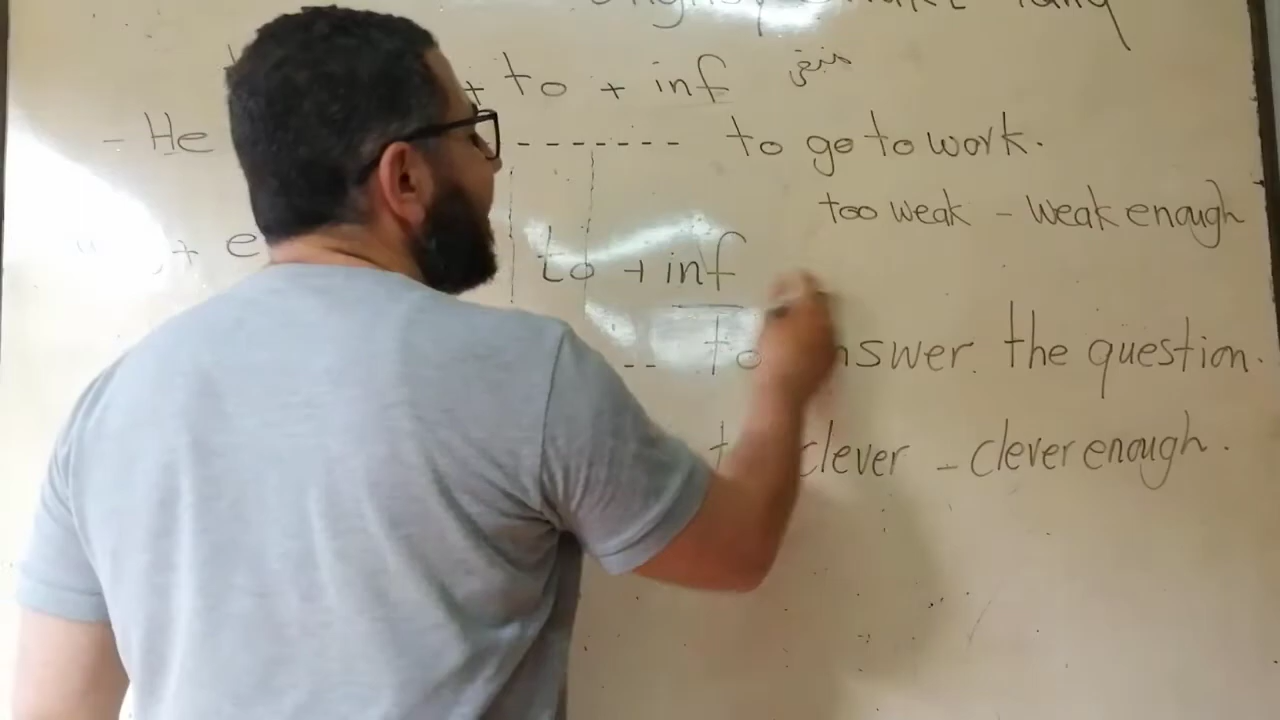 + to + inf منفى
- He ------- to go to work.
too weak - weak enough
+ e to + inf
-- to answer the question.
clever - clever enough.